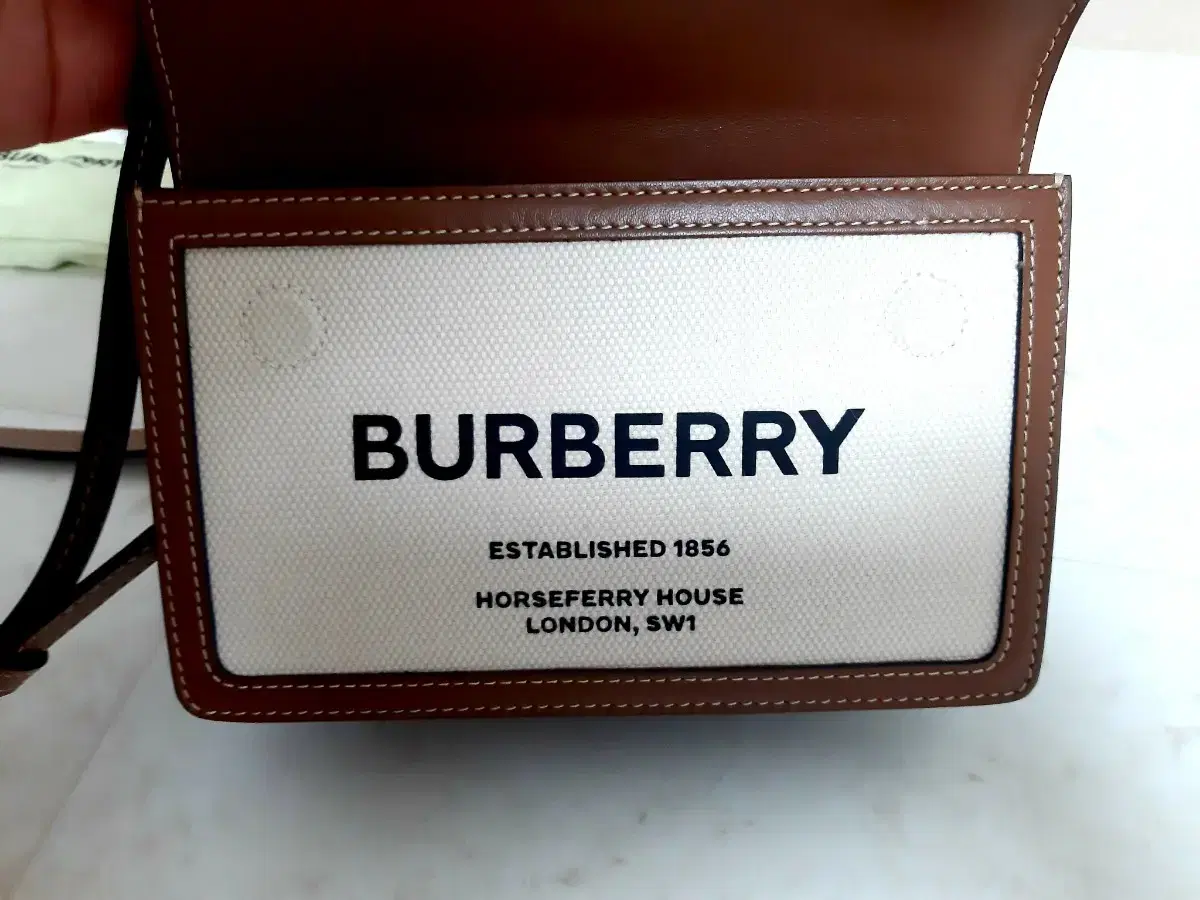 BURBERRY
ESTABLISHED 1856
HORSEFERRY HOUSE
LONDON, SW1